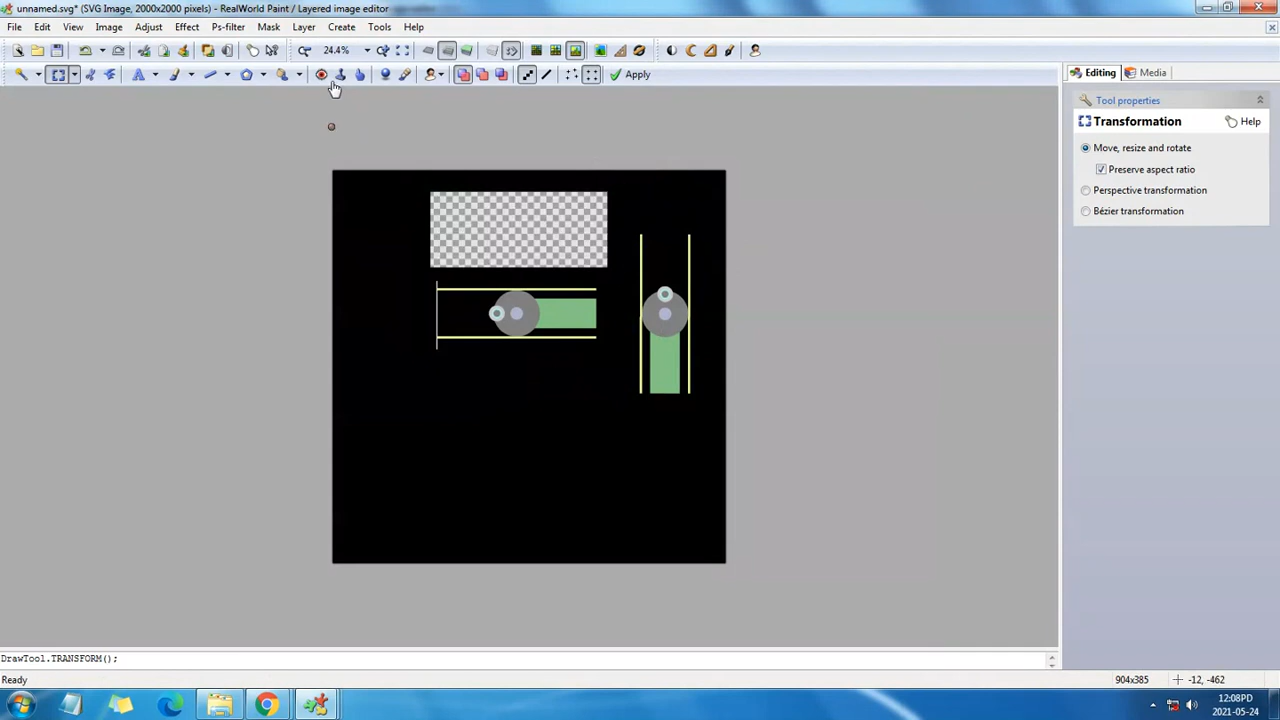 unnamed.svg* (SVG Image, 2000x2000 pixels) - RealWorld Paint / Layered image editor
File View Image Adjust Effect Ps-filter Mask Layer Create Tools Help
24.4%
Apply
Editing Media
Tool properties
Transformation Help
Move, resize and rotate
Preserve aspect ratio
Perspective transformation
Bézier transformation
DrawTool.TRANSFORM();
Ready 904x385 -12, -462
12:08PD
2021-05-24